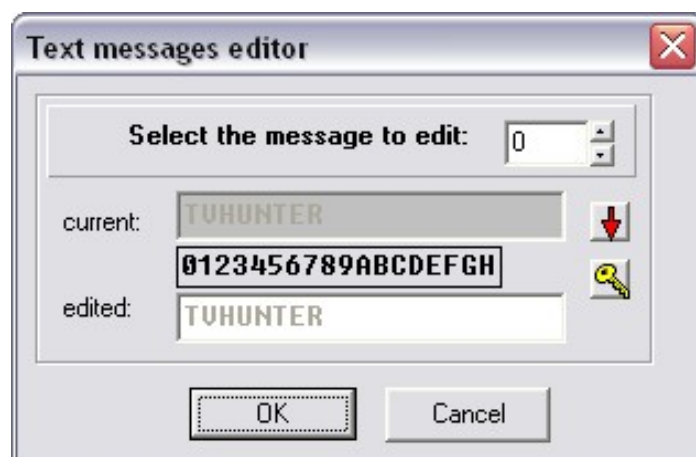 Text messages editor
Select the message to edit: 0
current: TVHUNTER
0123456789ABCDEFGH
edited: TVHUNTER
OK Cancel